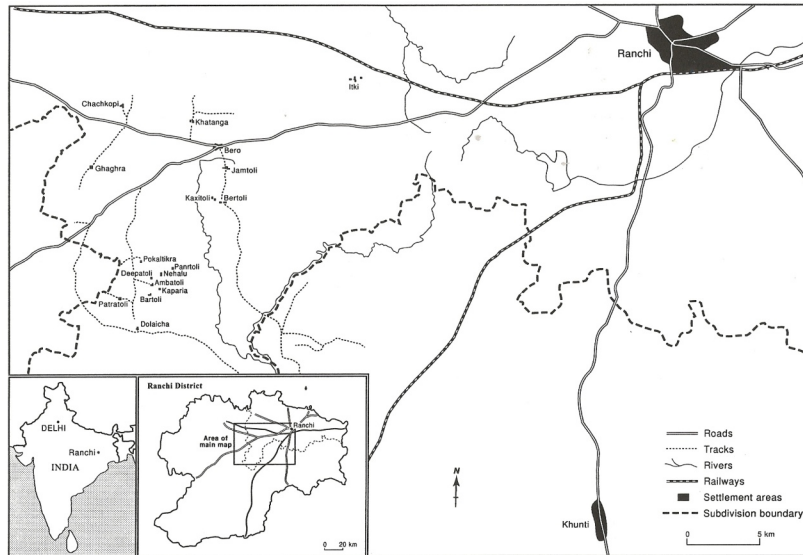 Ranchi
Itki
Chachkopi
Khatanga
Bero
Ghaghra
Jamtoli
Kaxitoli
Bertoli
Pokaltikra
Panrtoli
Deepatoli
Nehalu
Ambatoli
Kaparia
Bartoli
Patratoli
Dolaicha
DELHI
Ranchi
INDIA
Ranchi District
Ranchi
Area of
main map
0 20 km
N
Khunti
Roads
Tracks
Rivers
Railways
Settlement areas
Subdivision boundary
0 5 km